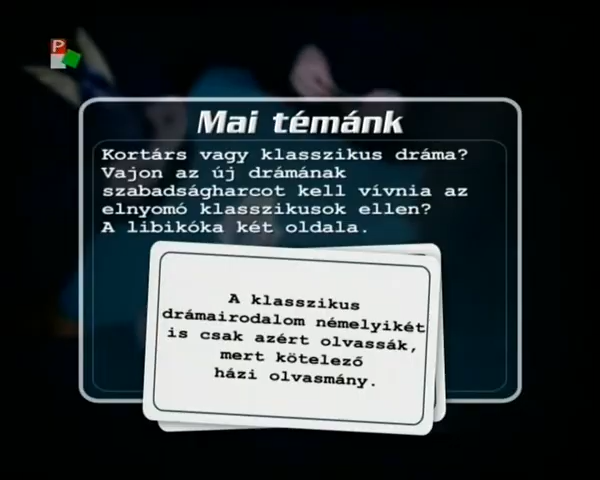 P
Mai témánk
Kortárs vagy klasszikus dráma?
Vajon az új drámának
szabadságharcot kell vívnia az
elnyomó klasszikusok ellen?
A libikóka két oldala.
A klasszikus
drámairodalom némelyikét
is csak azért olvassák,
mert kötelező
házi olvasmány.